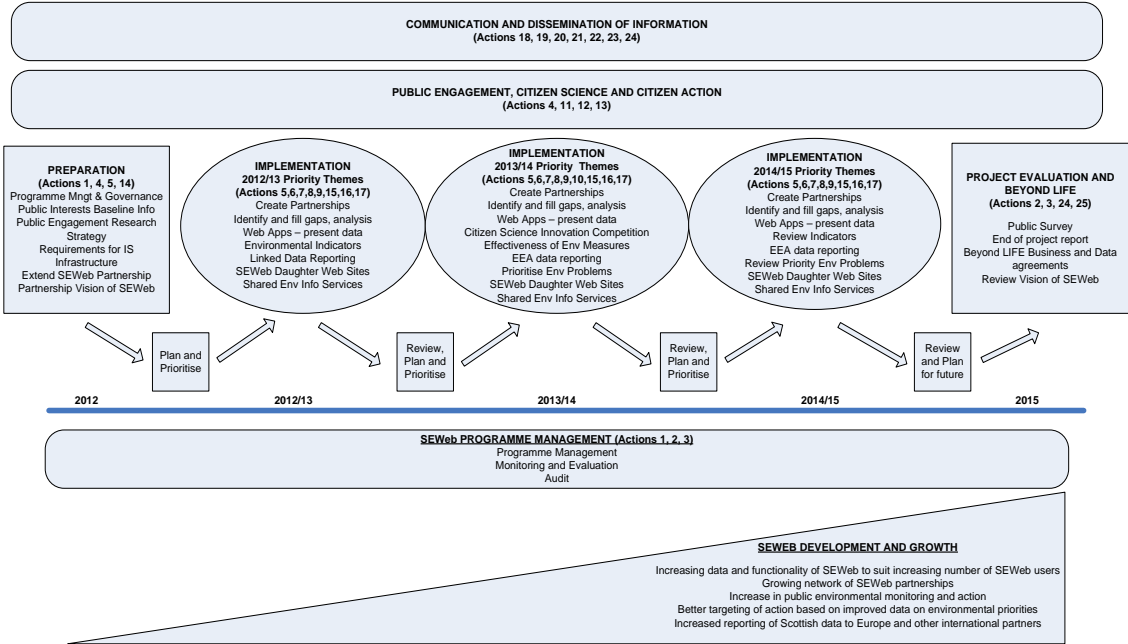 COMMUNICATION AND DISSEMINATION OF INFORMATION
(Actions 18, 19, 20, 21, 22, 23, 24)
PUBLIC ENGAGEMENT, CITIZEN SCIENCE AND CITIZEN ACTION
(Actions 4, 11, 12, 13)
PREPARATION
(Actions 1, 4, 5, 14)
Programme Mngt & Governance
Public Interests Baseline Info
Public Engagement Research
Strategy
Requirements for IS
Infrastructure
Extend SEWeb Partnership
Partnership Vision of SEWeb
IMPLEMENTATION
2012/13 Priority Themes
(Actions 5,6,7,8,9,15,16,17)
Create Partnerships
Identify and fill gaps, analysis
Web Apps – present data
Environmental Indicators
Linked Data Reporting
SEWeb Daughter Web Sites
Shared Env Info Services
IMPLEMENTATION
2013/14 Priority Themes
(Actions 5,6,7,8,9,10,15,16,17)
Create Partnerships
Identify and fill gaps, analysis
Web Apps – present data
Citizen Science Innovation Competition
Effectiveness of Env Measures
EEA data reporting
Prioritise Env Problems
SEWeb Daughter Web Sites
Shared Env Info Services
IMPLEMENTATION
2014/15 Priority Themes
(Actions 5,6,7,8,9,15,16,17)
Create Partnerships
Identify and fill gaps, analysis
Web Apps – present data
Review Indicators
EEA data reporting
Review Priority Env Problems
SEWeb Daughter Web Sites
Shared Env Info Services
PROJECT EVALUATION AND
BEYOND LIFE
(Actions 2, 3, 24, 25)
Public Survey
End of project report
Beyond LIFE Business and Data
agreements
Review Vision of SEWeb
Plan and
Prioritise
Review,
Plan and
Prioritise
Review,
Plan and
Prioritise
Review
and Plan
for future
2012
2012/13
2013/14
2014/15
2015
SEWeb PROGRAMME MANAGEMENT (Actions 1, 2, 3)
Programme Management
Monitoring and Evaluation
Audit
SEWEB DEVELOPMENT AND GROWTH
Increasing data and functionality of SEWeb to suit increasing number of SEWeb users
Growing network of SEWeb partnerships
Increase in public environmental monitoring and action
Better targeting of action based on improved data on environmental priorities
Increased reporting of Scottish data to Europe and other international partners